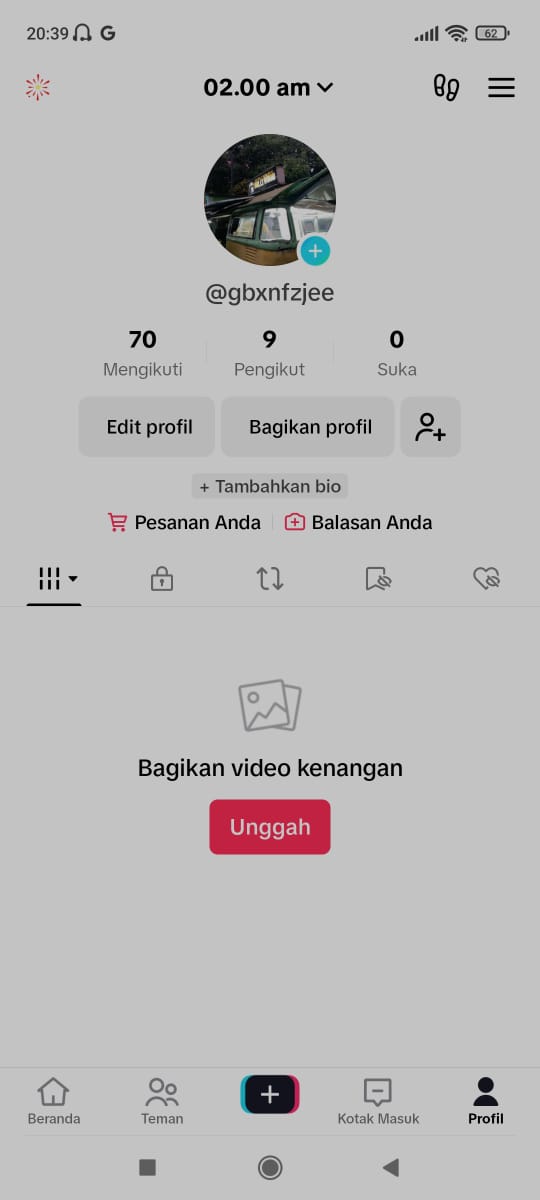 20:39 G 62
02.00 am
@gbxnfzjee
70 9 0
Mengikuti Pengikut Suka
Edit profil Bagikan profil
+ Tambahkan bio
Pesanan Anda Balasan Anda
Bagikan video kenangan
Unggah
Beranda Teman Kotak Masuk Profil